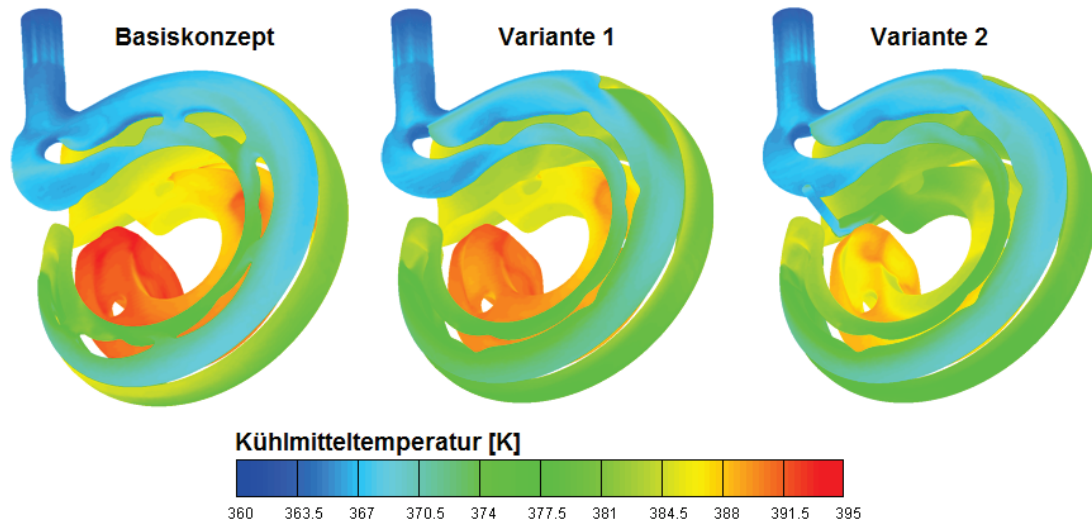 Basiskonzept Variante 1 Variante 2
Kühlmitteltemperatur [K]
360 363.5 367 370.5 374 377.5 381 384.5 388 391.5 395